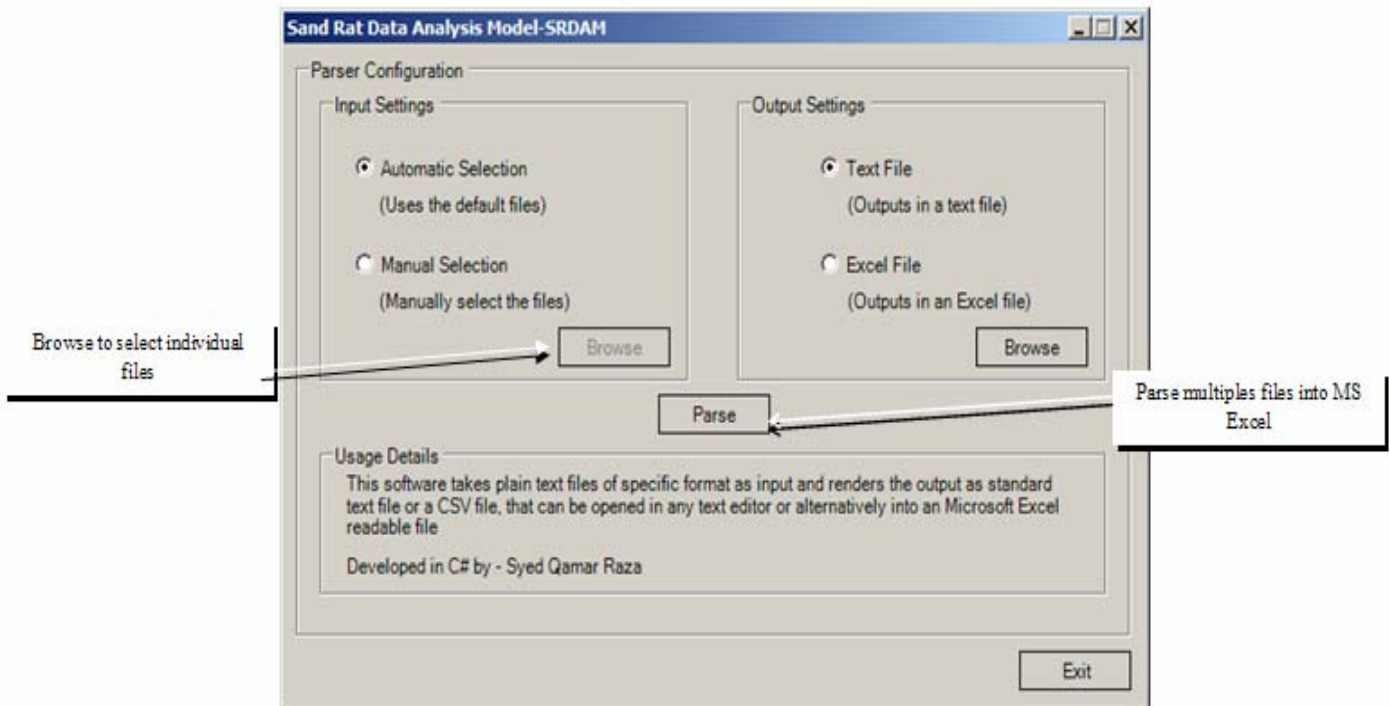 Sand Rat Data Analysis Model-SRDAM
Parser Configuration
Input Settings
Automatic Selection
(Uses the default files)
Manual Selection
(Manually select the files)
Browse
Output Settings
Text File
(Outputs in a text file)
Excel File
(Outputs in an Excel file)
Browse
Browse to select individual
files
Parse
Parse multiples files into MS
Excel
Usage Details
This software takes plain text files of specific format as input and renders the output as standard
text file or a CSV file, that can be opened in any text editor or alternatively into an Microsoft Excel
readable file
Developed in C# by - Syed Qamar Raza
Exit